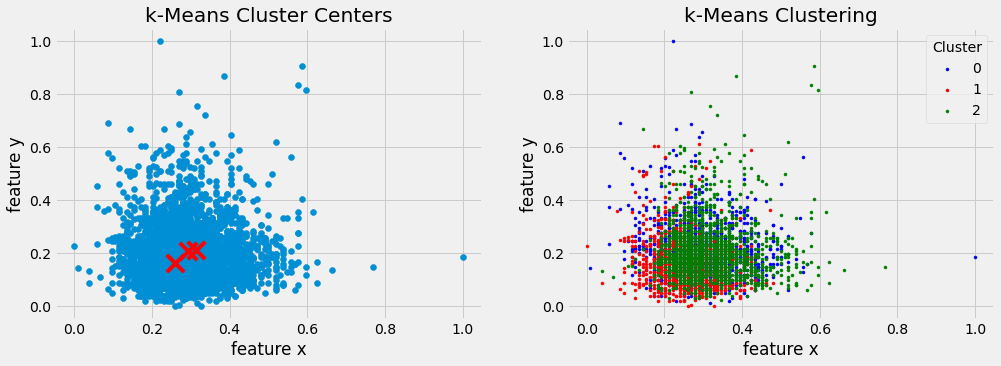 k-Means Cluster Centers
1.0
0.8
0.6
0.4
0.2
0.0
feature y
0.0 0.2 0.4 0.6 0.8 1.0
feature x
k-Means Clustering
1.0
0.8
0.6
0.4
0.2
0.0
feature y
0.0 0.2 0.4 0.6 0.8 1.0
feature x
Cluster
0
1
2